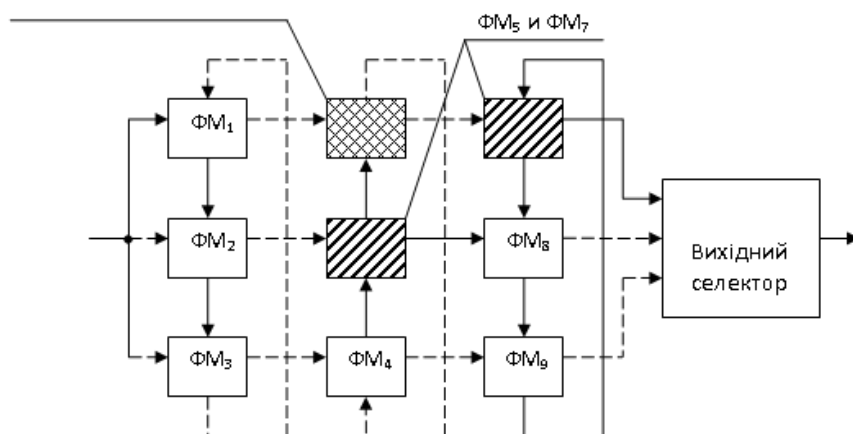 ФМ₅ и ФМ₇
ФМ₁
ФМ₂
ФМ₈
Вихідний
селектор
ФМ₃
ФМ₄
ФМ₉